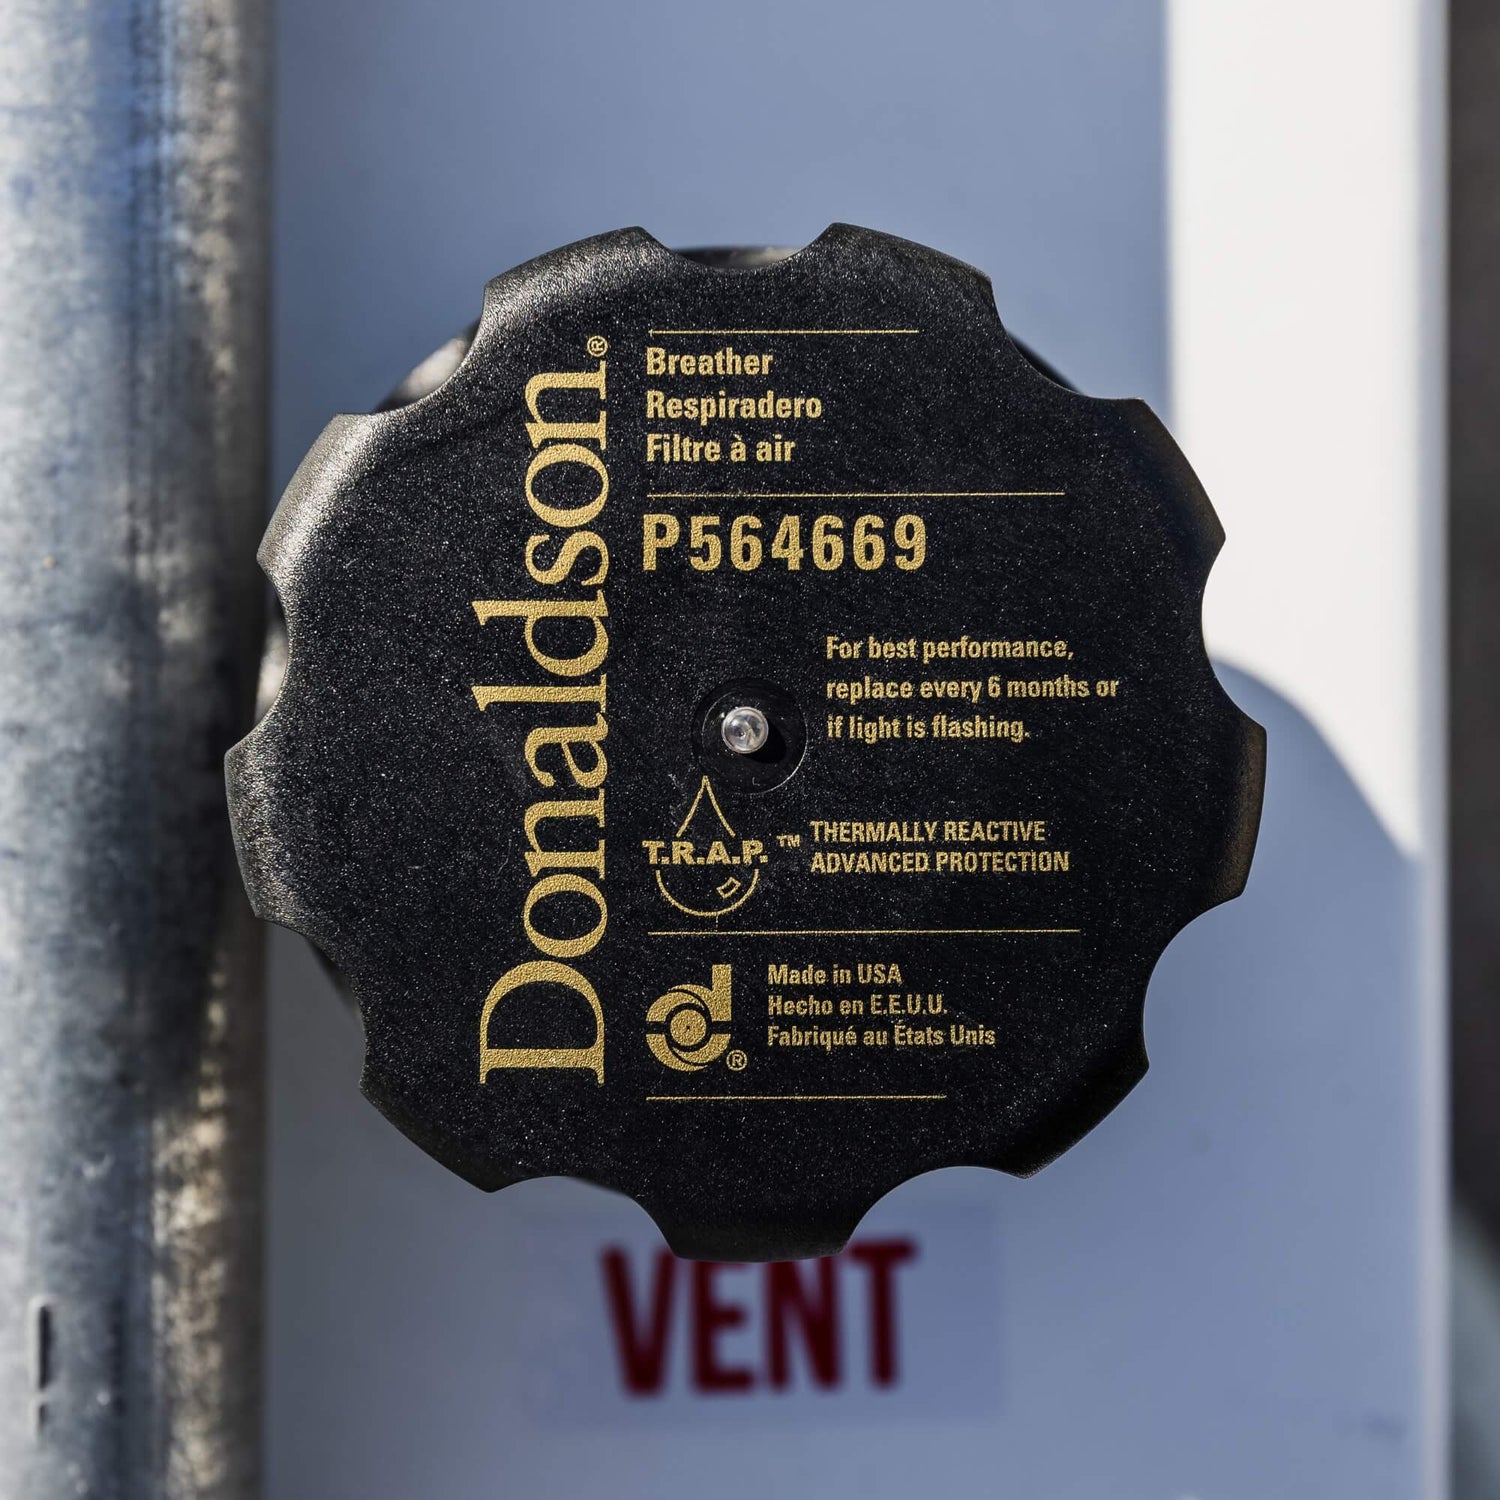 Donaldson®
Breather
Respiradero
Filtre à air
P564669
For best performance,
replace every 6 months or
if light is flashing.
T.R.A.P.™
THERMALLY REACTIVE
ADVANCED PROTECTION
®
Made in USA
Hecho en E.E.U.U.
Fabriqué au États Unis
VENT